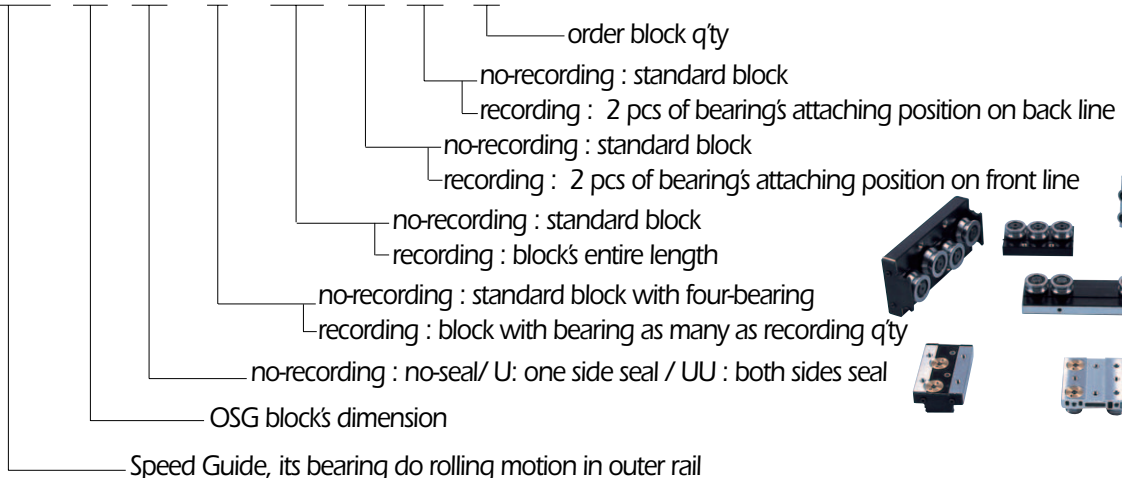 order block q'ty
no-recording : standard block
recording : 2 pcs of bearing's attaching position on back line
no-recording : standard block
recording : 2 pcs of bearing's attaching position on front line
no-recording : standard block
recording : block's entire length
no-recording : standard block with four-bearing
recording : block with bearing as many as recording q'ty
no-recording : no-seal/ U: one side seal / UU : both sides seal
OSG block's dimension
Speed Guide, its bearing do rolling motion in outer rail